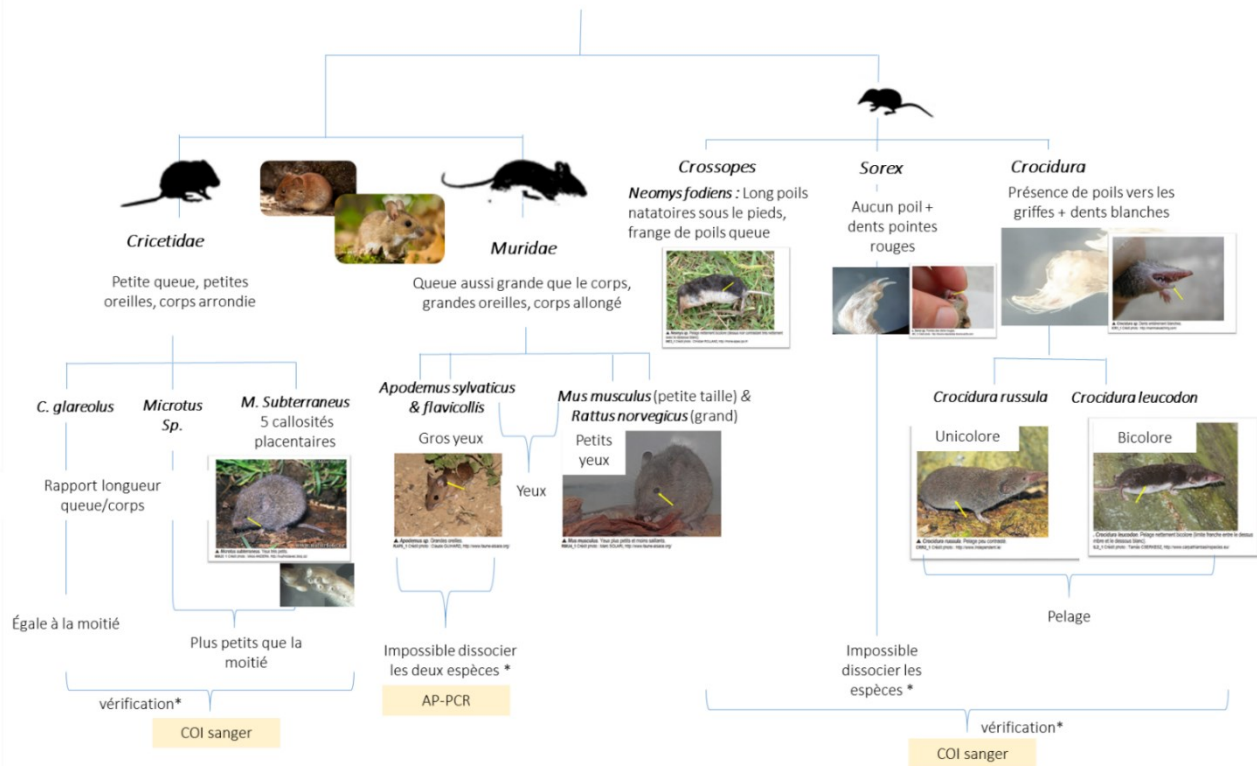 Cricetidae
Petite queue, petites
oreilles, corps arrondie
Muridae
Queue aussi grande que le corps,
grandes oreilles, corps allongé
Crossopes
Neomys fodiens : Long poils
natatoires sous le pieds,
frange de poils queue
Sorex
Aucun poil +
dents pointes
rouges
Crocidura
Présence de poils vers les
griffes + dents blanches
C. glareolus
Microtus
Sp.
M. Subterraneus
5 callosités
placentaires
Rapport longueur
queue/corps
Égale à la moitié
Plus petits que la
moitié
vérification*
COI sanger
Apodemus sylvaticus
& flavicollis
Gros yeux
Yeux
Mus musculus (petite taille) &
Rattus norvegicus (grand)
Petits
yeux
Impossible dissocier
les deux espèces *
AP-PCR
Impossible
dissocier les
espèces *
Crocidura russula
Unicolore
Crocidura leucodon
Bicolore
Pelage
vérification*
COI sanger